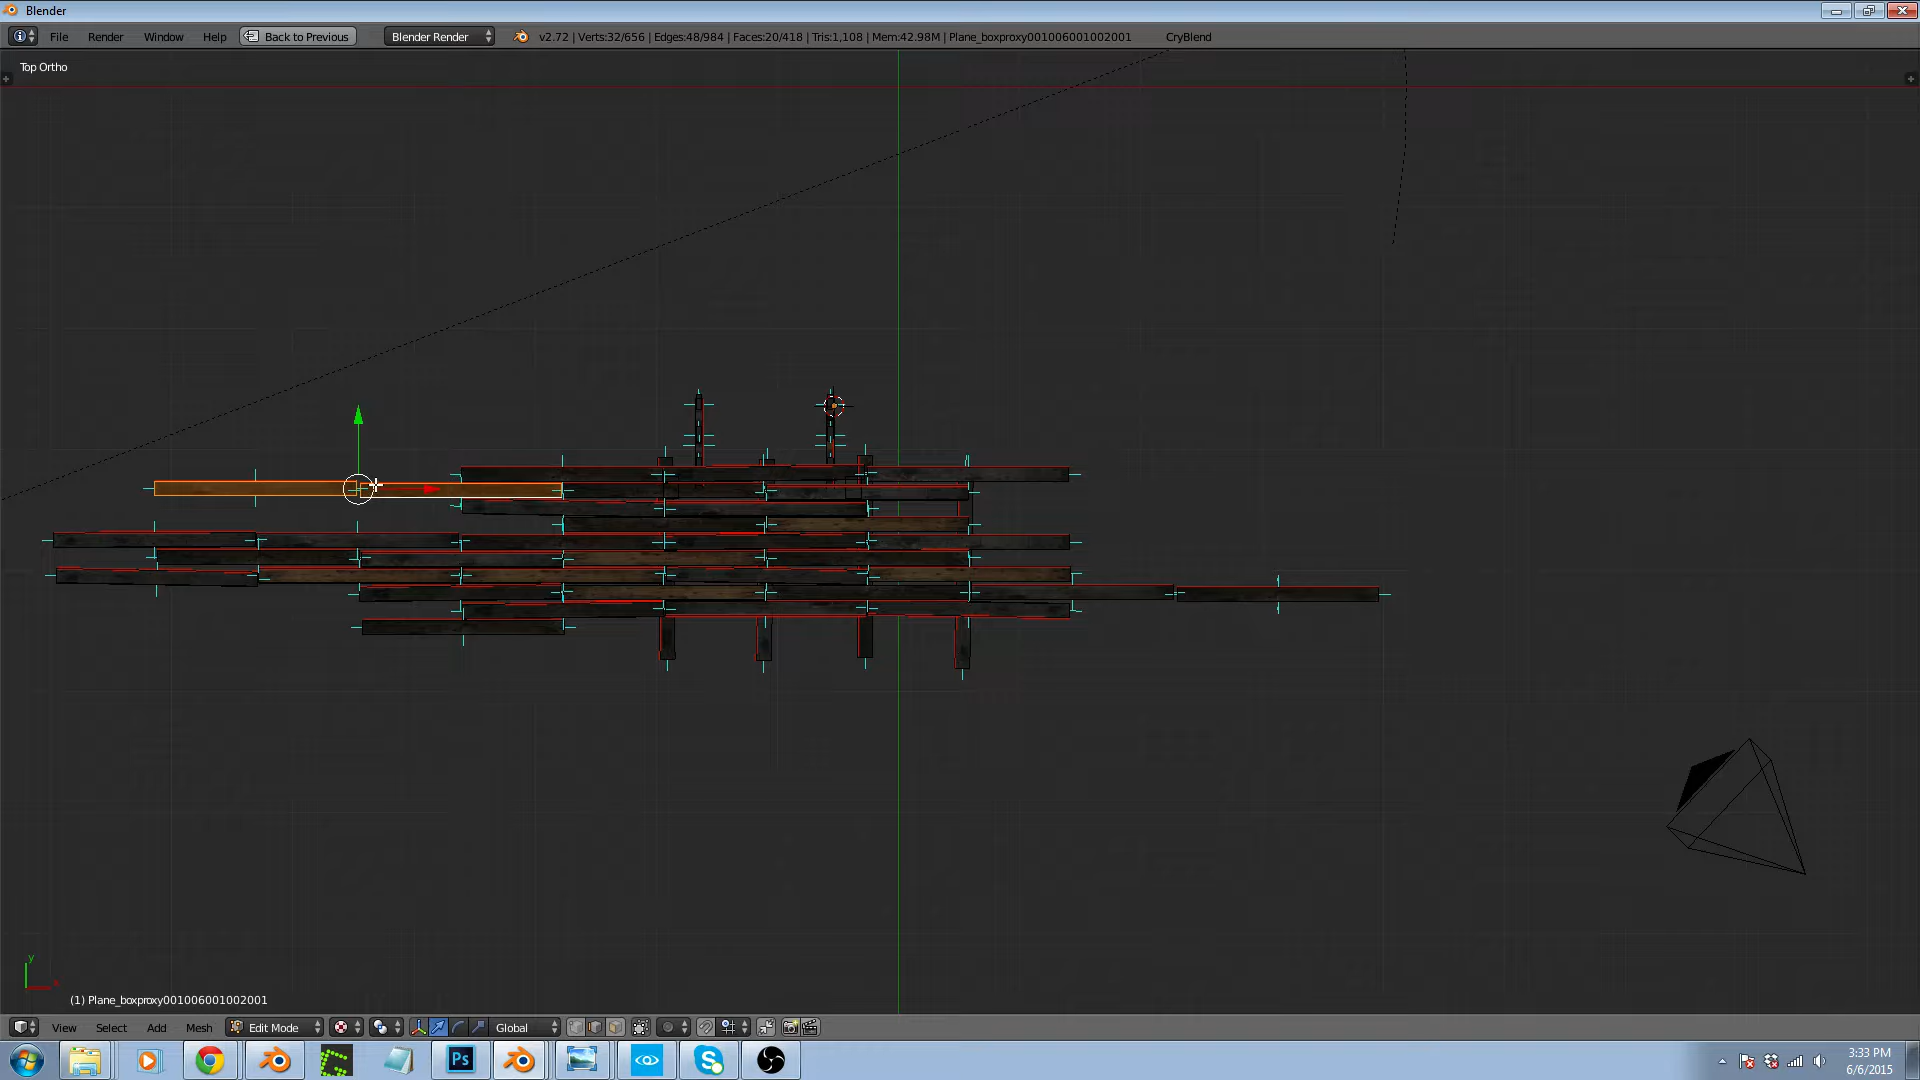 Blender
File Render Window Help Back to Previous Blender Render v2.72 | Verts:32/656 | Edges:48/984 | Faces:20/418 | Tris:1,108 | Mem:42.98M | Plane_boxproxy001006001002001 CryBlend
Top Ortho
y
x
(1) Plane_boxproxy001006001002001
View Select Add Mesh Edit Mode Global
Ps
3:33 PM
6/6/2015